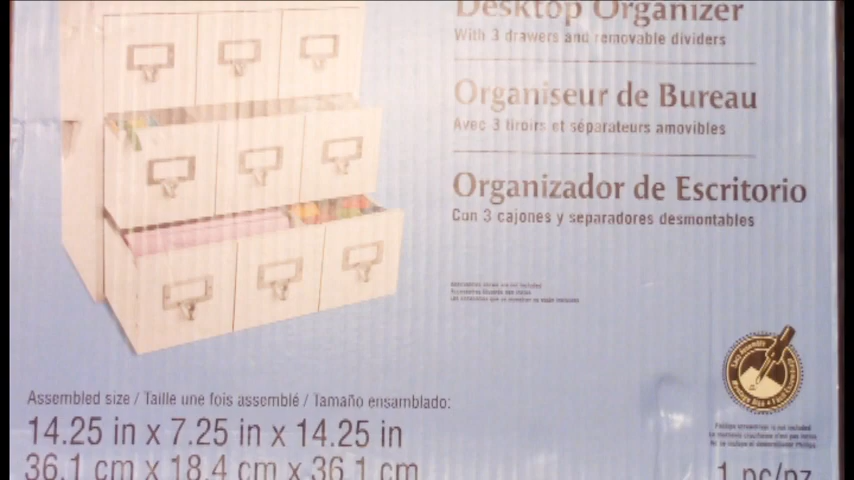 Desktop Organizer
With 3 drawers and removable dividers
Organiseur de Bureau
Avec 3 tiroirs et séparateurs amovibles
Organizador de Escritorio
Con 3 cajones y separadores desmontables
Easy Assembly
Assembled size / Taille une fois assemblé / Tamaño ensamblado:
14.25 in x 7.25 in x 14.25 in
36.1 cm x 18.4 cm x 36.1 cm
1 pc/pz